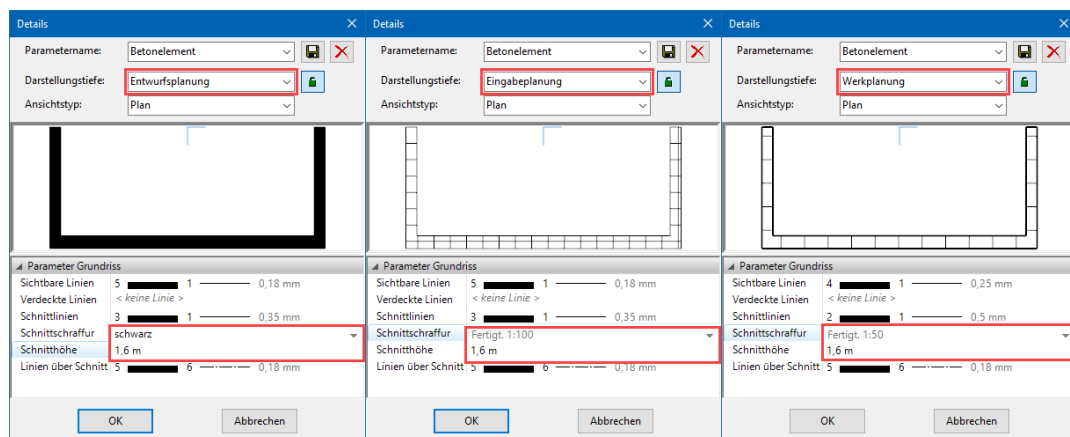 Details
Parametername: Betonelement
Darstellungstiefe: Entwurfsplanung
Ansichtstyp: Plan
Parameter Grundriss
Sichtbare Linien 5 1 0,18 mm
Verdeckte Linien < keine Linie >
Schnittlinien 3 1 0,35 mm
Schnittschraffur schwarz
Schnitthöhe 1,6 m
Linien über Schnitt 5 6 0,18 mm
OK Abbrechen
Details
Parametername: Betonelement
Darstellungstiefe: Eingabeplanung
Ansichtstyp: Plan
Parameter Grundriss
Sichtbare Linien 5 1 0,18 mm
Verdeckte Linien < keine Linie >
Schnittlinien 3 1 0,35 mm
Schnittschraffur Fertigt. 1:100
Schnitthöhe 1,6 m
Linien über Schnitt 5 6 0,18 mm
OK Abbrechen
Details
Parametername: Betonelement
Darstellungstiefe: Werkplanung
Ansichtstyp: Plan
Parameter Grundriss
Sichtbare Linien 4 1 0,25 mm
Verdeckte Linien < keine Linie >
Schnittlinien 2 1 0,5 mm
Schnittschraffur Fertigt. 1:50
Schnitthöhe 1,6 m
Linien über Schnitt 5 6 0,18 mm
OK Abbrechen